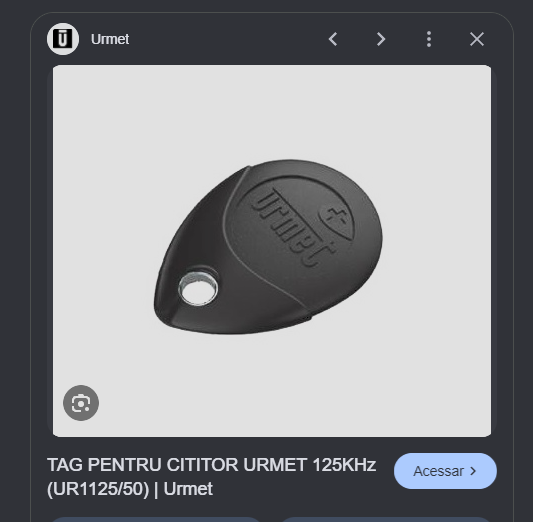 Urmet
urmet
TAG PENTRU CITITOR URMET 125KHz
(UR1125/50) | Urmet
Acessar